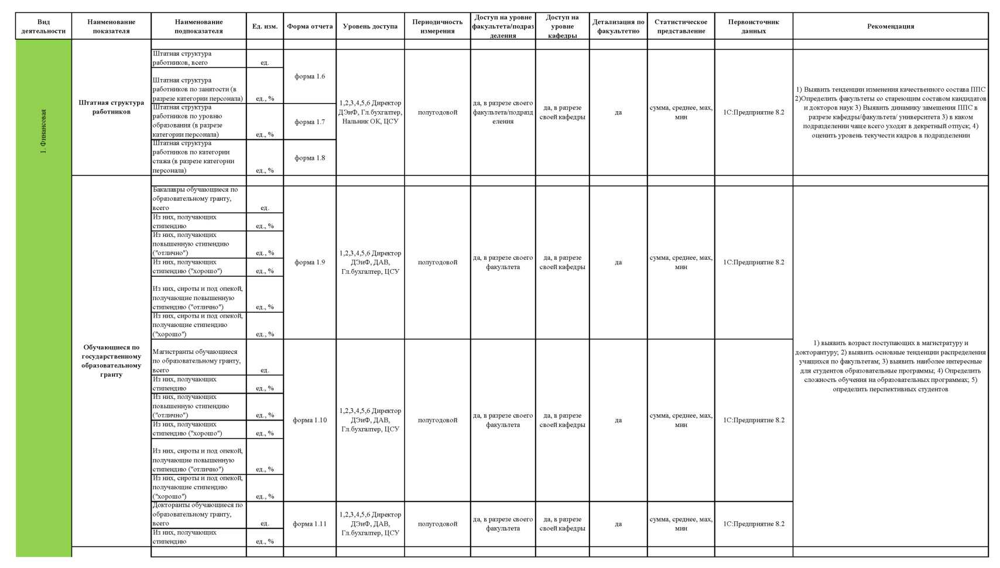 Вид
деятельности
Наименование
показателя
Наименование
подпоказателя
Ед. изм.
Форма отчета
Уровень доступа
Периодичность
измерения
Доступ на уровне
факультета/подраз
деления
Доступ на
уровне
кафедры
Детализация по
факультетно
Статистическое
представление
Первоисточник
данных
Рекомендация
1. Финансовая
Штатная структура
работников
Штатная структура
работников, всего
ед.
форма 1.6
Штатная структура
работников по занятости (в
разрезе категории персонала)
ед., %
Штатная структура
работников по уровню
образования (в разрезе
категории персонала)
ед., %
форма 1.7
Штатная структура
работников по категории
стажа (в разрезе категории
персонала)
ед., %
форма 1.8
1,2,3,4,5,6 Директор
ДЭиФ, Гл.бухгалтер,
Нальник ОК, ЦСУ
полугодовой
да, в разрезе своего
факультета/подразд
еления
да, в разрезе
своей кафедры
да
сумма, среднее, мах,
мин
1С:Предприятие 8.2
1) Выявить тенденции изменения качественного состава ППС
2)Определить факультеты со стареющим составом кандидатов
и докторов наук 3) Выявить динамику замещения ППС в
разрезе кафедры/факультета/ университета 3) в каком
подразделении чаще всего уходят в декретный отпуск; 4)
оценить уровень текучести кадров в подразделении
Обучающиеся по
государственному
образовательному
гранту
Бакалавры обучающиеся по
образовательному гранту,
всего
ед.
Из них, получающих
стипендию
ед., %
Из них, получающих
повышенную стипендию
("отлично")
ед., %
Из них, получающих
стипендию ("хорошо")
ед., %
Из них, сироты и под опекой,
получающие повышенную
стипендию ("отлично")
ед., %
Из них, сироты и под опекой,
получающие стипендию
("хорошо")
ед., %
форма 1.9
1,2,3,4,5,6 Директор
ДЭиФ, ДАВ,
Гл.бухгалтер, ЦСУ
полугодовой
да, в разрезе своего
факультета
да, в разрезе
своей кафедры
да
сумма, среднее, мах,
мин
1С:Предприятие 8.2
Магистранты обучающиеся
по образовательному гранту,
всего
ед.
Из них, получающих
стипендию
ед., %
Из них, получающих
повышенную стипендию
("отлично")
ед., %
Из них, получающих
стипендию ("хорошо")
ед., %
Из них, сироты и под опекой,
получающие повышенную
стипендию ("отлично")
ед., %
Из них, сироты и под опекой,
получающие стипендию
("хорошо")
ед., %
форма 1.10
1,2,3,4,5,6 Директор
ДЭиФ, ДАВ,
Гл.бухгалтер, ЦСУ
полугодовой
да, в разрезе своего
факультета
да, в разрезе
своей кафедры
да
сумма, среднее, мах,
мин
1С:Предприятие 8.2
1) выявить возраст поступающих в магистратуру и
докторантуру; 2) выявить основные тенденции распределения
учащихся по факультетам; 3) выявить наиболее интересные
для студентов образовательные программы; 4) Определить
сложность обучения на образовательных программах; 5)
определить перспективных студентов
Докторанты обучающиеся по
образовательному гранту,
всего
ед.
Из них, получающих
стипендию
ед., %
форма 1.11
1,2,3,4,5,6 Директор
ДЭиФ, ДАВ,
Гл.бухгалтер, ЦСУ
полугодовой
да, в разрезе своего
факультета
да, в разрезе
своей кафедры
да
сумма, среднее, мах,
мин
1С:Предприятие 8.2